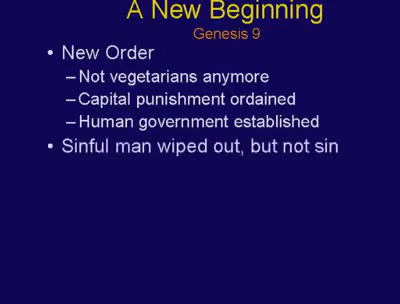 A New Beginning
Genesis 9
• New Order
– Not vegetarians anymore
– Capital punishment ordained
– Human government established
• Sinful man wiped out, but not sin